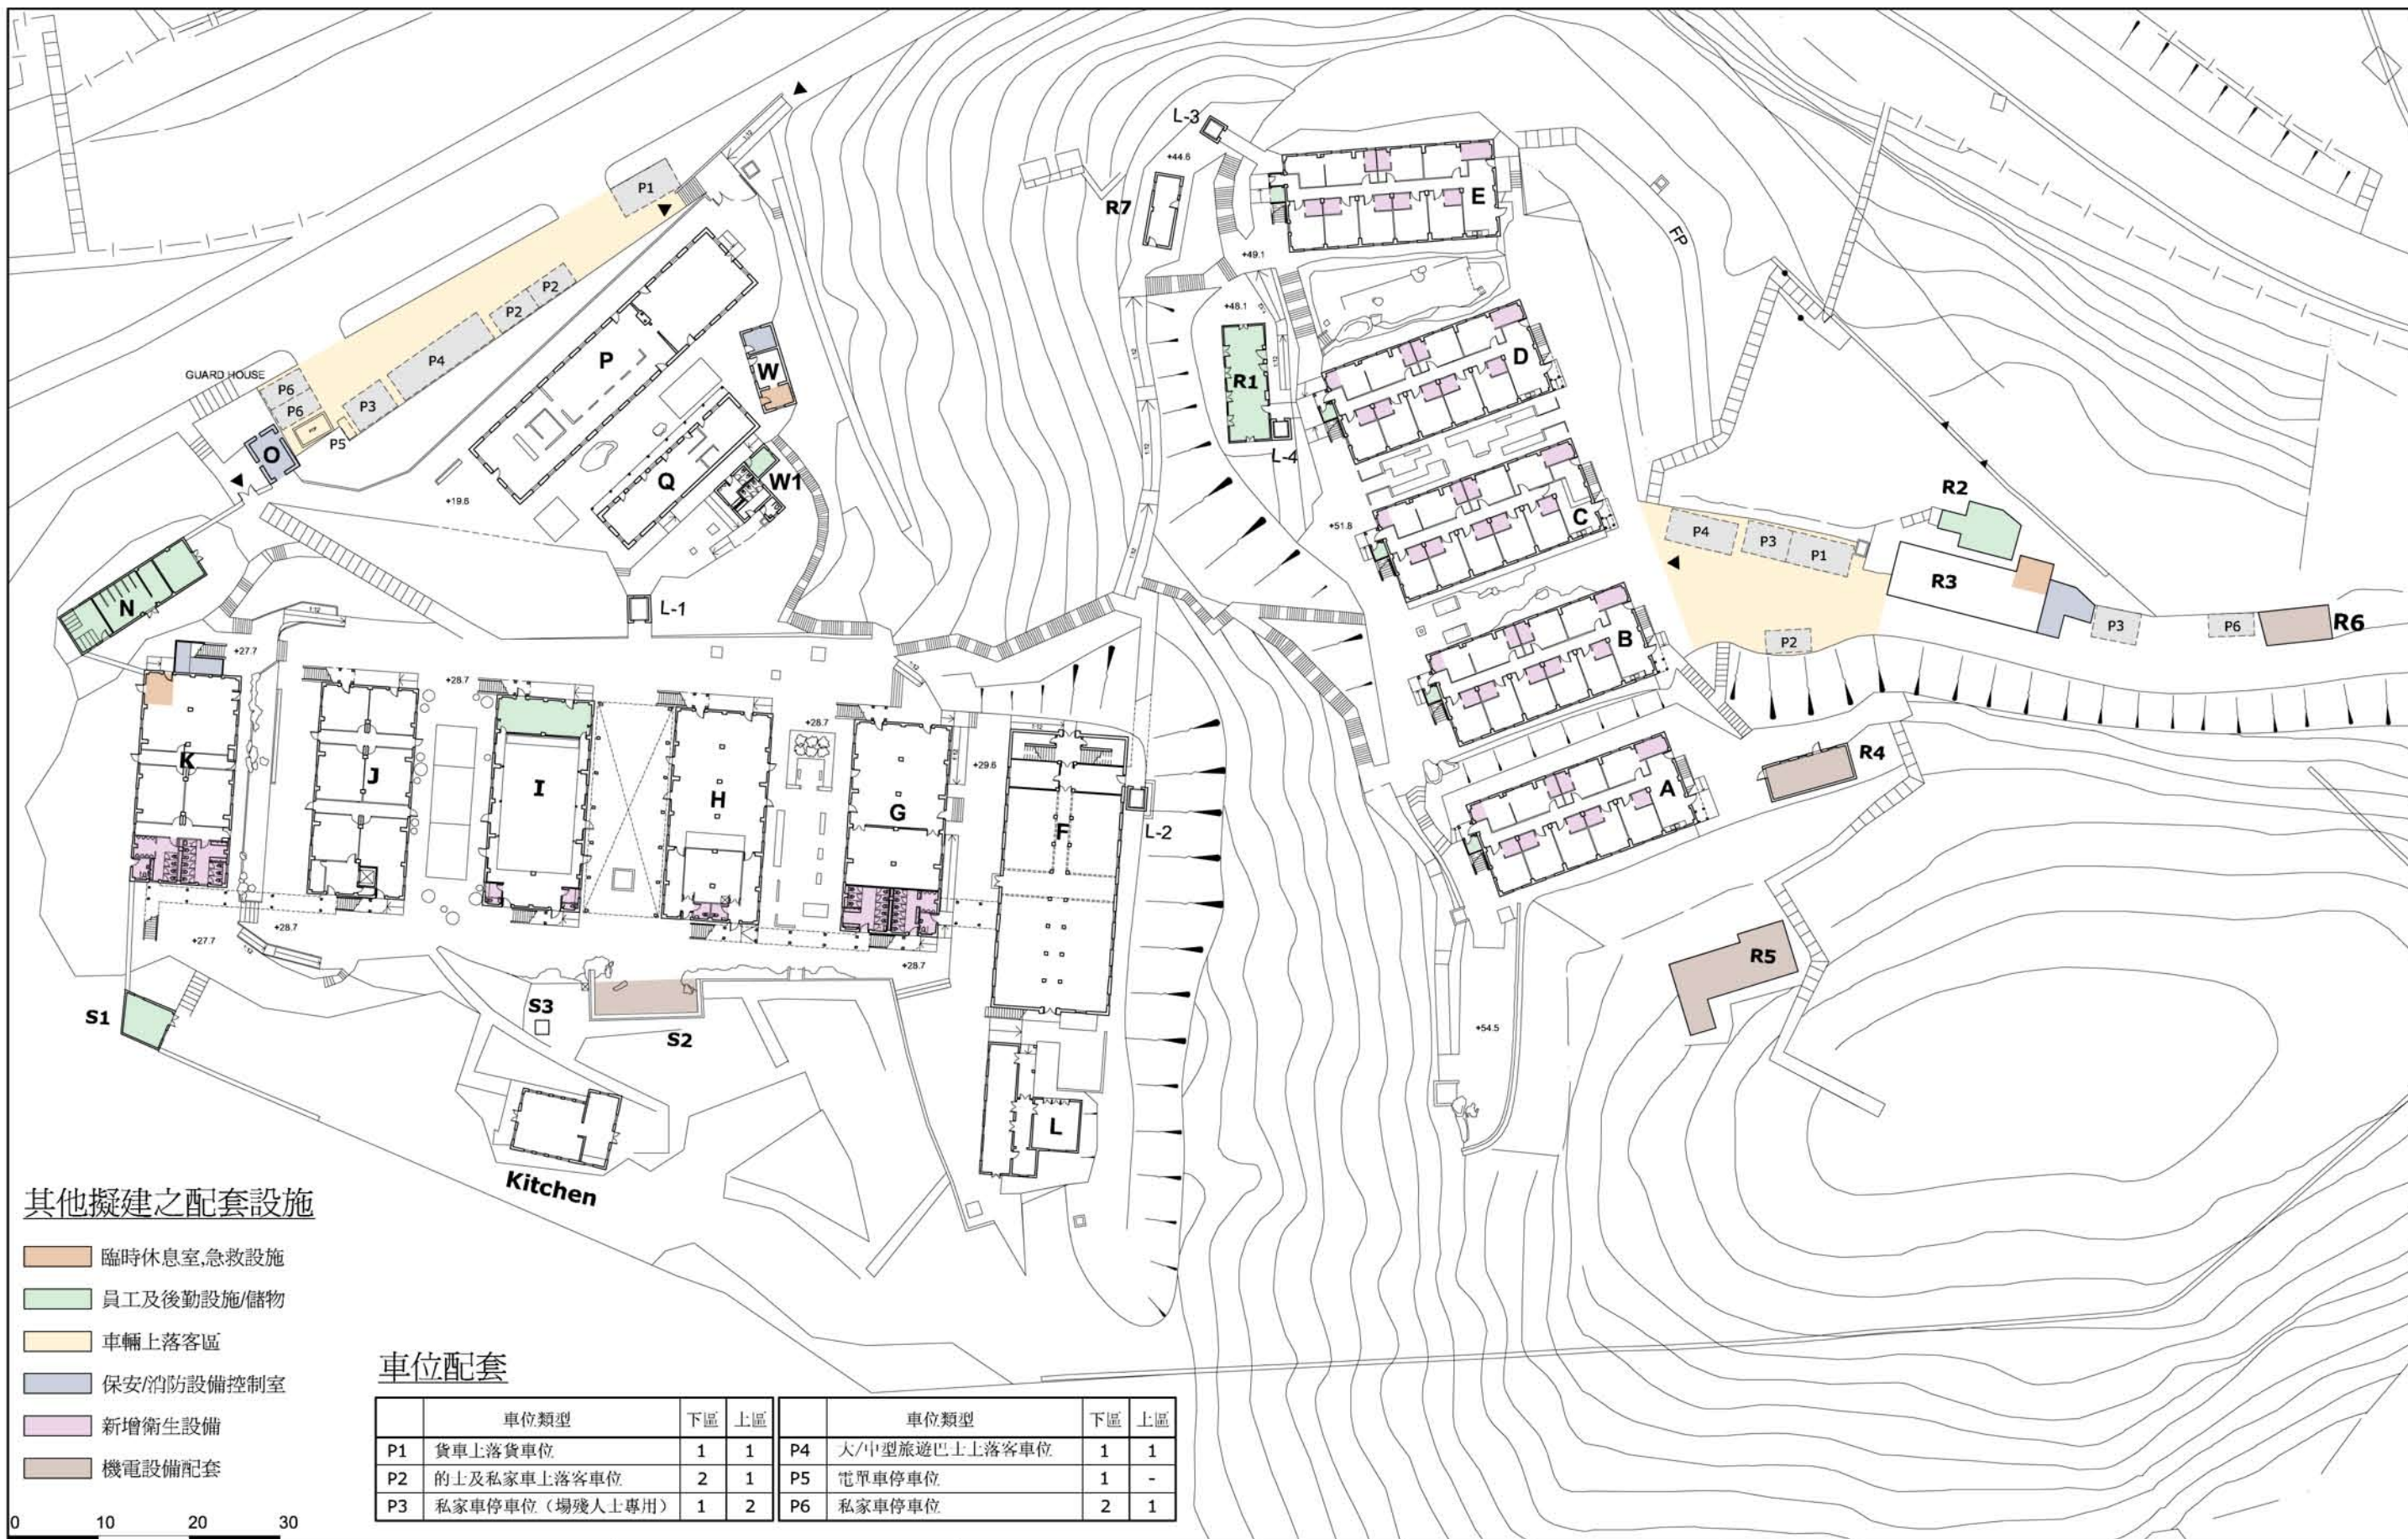 L-3
P1
+44.6
1:12
R7
E
FP
+49.1
P2
P2
+48.1
P4
P
GUARD HOUSE
P6
P6
P3
P5
O
W
D
R1
L-4
Q
W1
+19.6
C
+51.8
R2
P4
P3
P1
R3
N
L-1
1:12
+27.7
P3
P6
R6
B
P2
+28.7
+28.7
K
J
I
H
G
F
+29.6
L-2
A
R4
+27.7
+28.7
+28.7
R5
S1
S3
S2
+54.5
L
Kitchen
其他擬建之配套設施
臨時休息室,急救設施
員工及後勤設施/儲物
車輛上落客區
保安/消防設備控制室
新增衛生設備
機電設備配套
0 10 20 30
車位配套
車位類型 下區 上區 車位類型 下區 上區
P1 貨車上落貨車位 1 1 P4 大/中型旅遊巴士上落客車位 1 1
P2 的士及私家車上落客車位 2 1 P5 電單車停車位 1 -
P3 私家車停車位（場殘人士專用） 1 2 P6 私家車停車位 2 1